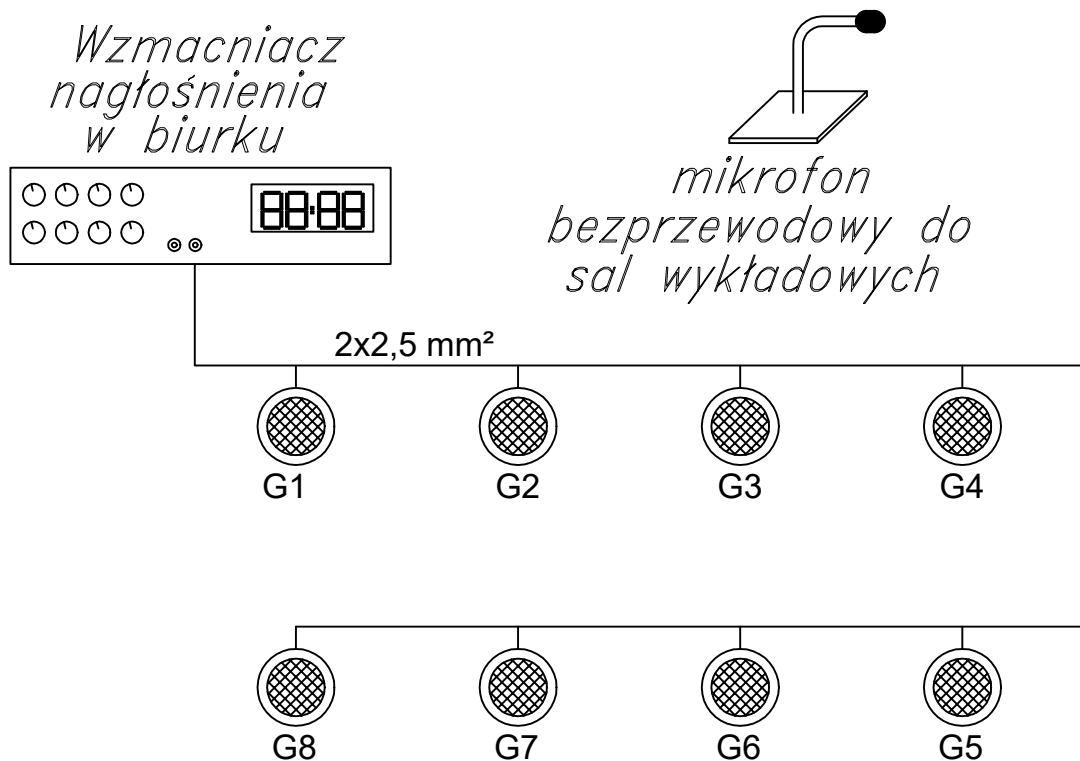 Wzmacniacz
nagłośnienia
w biurku
88:88
mikrofon
bezprzewodowy do
sal wykładowych
2x2,5 mm²
G1 G2 G3 G4
G8 G7 G6 G5